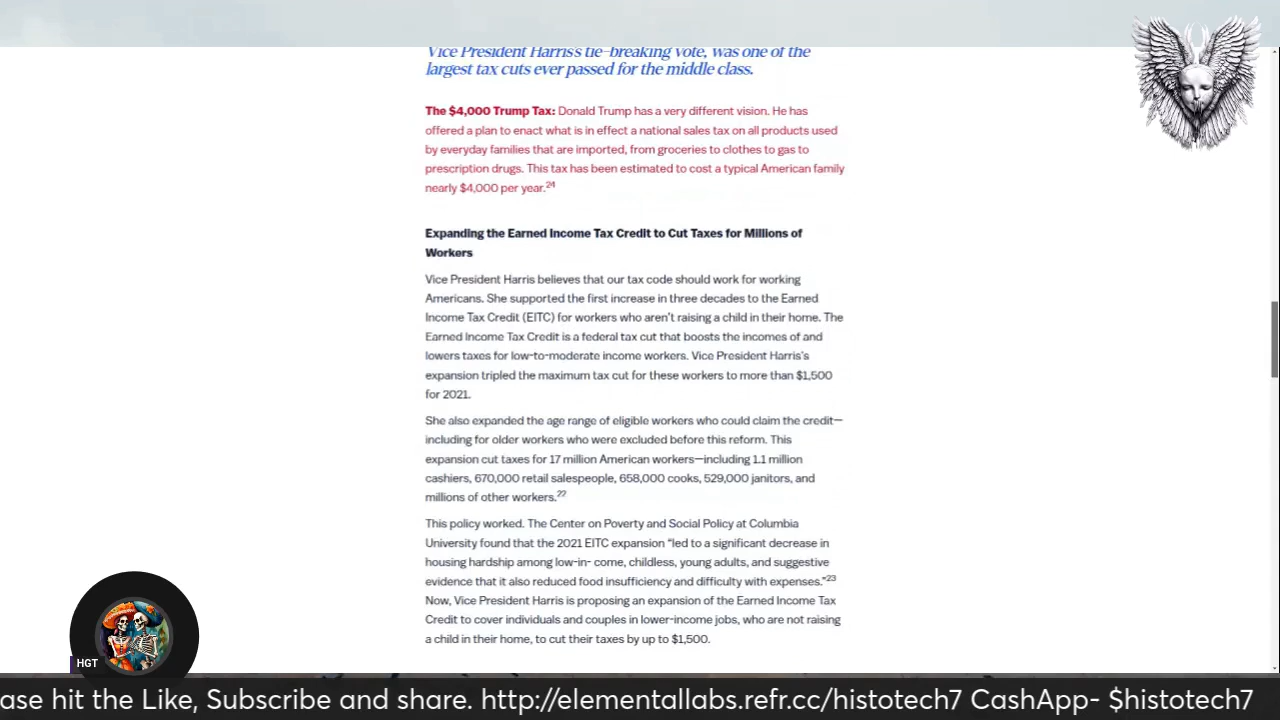 Vice President Harris's tie-breaking vote, was one of the
largest tax cuts ever passed for the middle class.
The $4,000 Trump Tax: Donald Trump has a very different vision. He has
offered a plan to enact what is in effect a national sales tax on all products used
by everyday families that are imported, from groceries to clothes to gas to
prescription drugs. This tax has been estimated to cost a typical American family
nearly $4,000 per year.24
Expanding the Earned Income Tax Credit to Cut Taxes for Millions of
Workers
Vice President Harris believes that our tax code should work for working
Americans. She supported the first increase in three decades to the Earned
Income Tax Credit (EITC) for workers who aren't raising a child in their home. The
Earned Income Tax Credit is a federal tax cut that boosts the incomes of and
lowers taxes for low-to-moderate income workers. Vice President Harris's
expansion tripled the maximum tax cut for these workers to more than $1,500
for 2021.
She also expanded the age range of eligible workers who could claim the credit—
including for older workers who were excluded before this reform. This
expansion cut taxes for 17 million American workers—including 1.1 million
cashiers, 670,000 retail salespeople, 658,000 cooks, 529,000 janitors, and
millions of other workers.22
This policy worked. The Center on Poverty and Social Policy at Columbia
University found that the 2021 EITC expansion "led to a significant decrease in
housing hardship among low-in- come, childless, young adults, and suggestive
evidence that it also reduced food insufficiency and difficulty with expenses."23
Now, Vice President Harris is proposing an expansion of the Earned Income Tax
Credit to cover individuals and couples in lower-income jobs, who are not raising
a child in their home, to cut their taxes by up to $1,500.
HGT
ase hit the Like, Subscribe and share. http://elementallabs.refr.cc/histotech7 CashApp- $histotech7